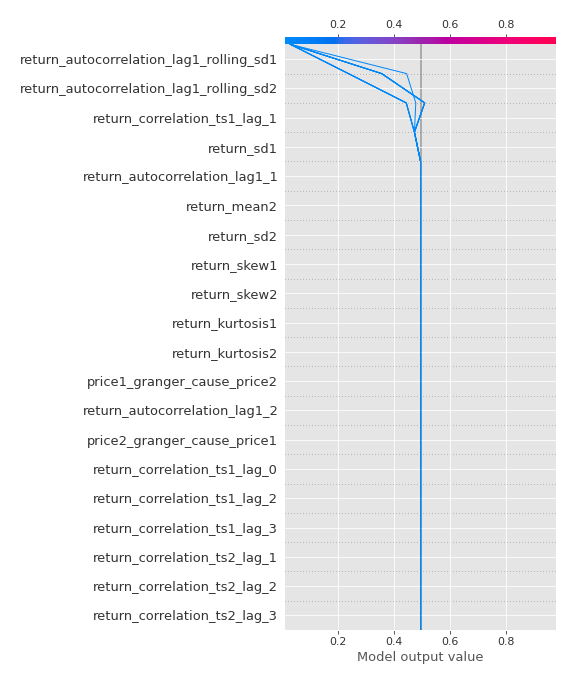 0.2 0.4 0.6 0.8
return_autocorrelation_lag1_rolling_sd1
return_autocorrelation_lag1_rolling_sd2
return_correlation_ts1_lag_1
return_sd1
return_autocorrelation_lag1_1
return_mean2
return_sd2
return_skew1
return_skew2
return_kurtosis1
return_kurtosis2
price1_granger_cause_price2
return_autocorrelation_lag1_2
price2_granger_cause_price1
return_correlation_ts1_lag_0
return_correlation_ts1_lag_2
return_correlation_ts1_lag_3
return_correlation_ts2_lag_1
return_correlation_ts2_lag_2
return_correlation_ts2_lag_3
0.2 0.4 0.6 0.8
Model output value